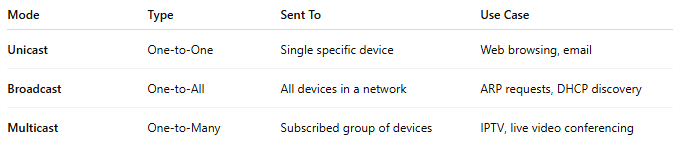 Mode Type Sent To Use Case
Unicast One-to-One Single specific device Web browsing, email
Broadcast One-to-All All devices in a network ARP requests, DHCP discovery
Multicast One-to-Many Subscribed group of devices IPTV, live video conferencing